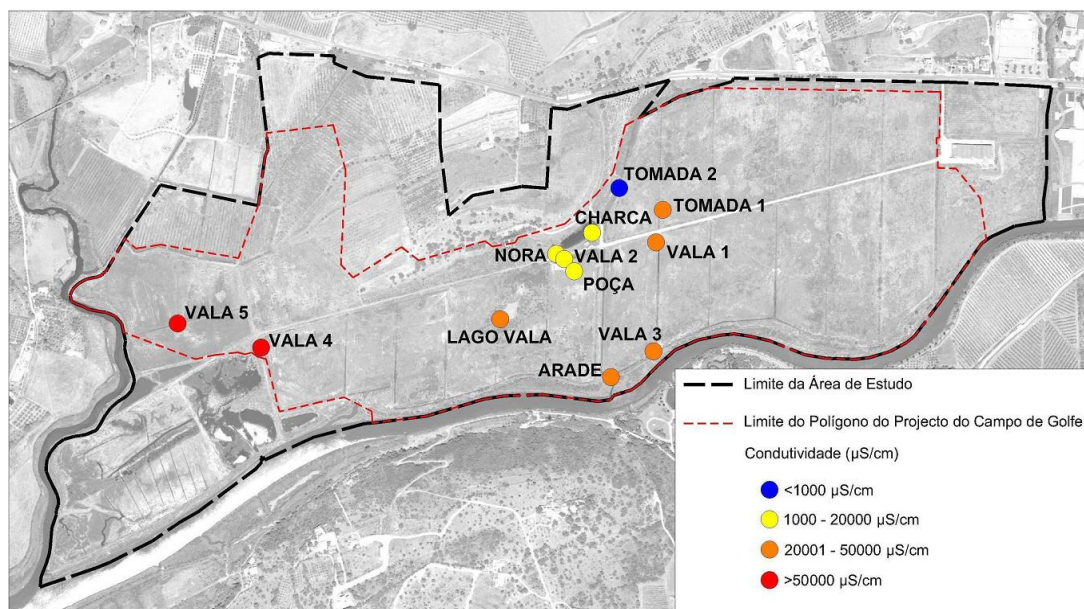 TOMADA 2
TOMADA 1
CHARCA
VALA 1
NORA
VALA 2
POÇA
VALA 5
LAGO VALA
VALA 3
VALA 4
ARADE
Limite da Área de Estudo
Limite do Polígono do Projecto do Campo de Golfe
Condutividade (µS/cm)
<1000 µS/cm
1000 - 20000 µS/cm
20001 - 50000 µS/cm
>50000 µS/cm